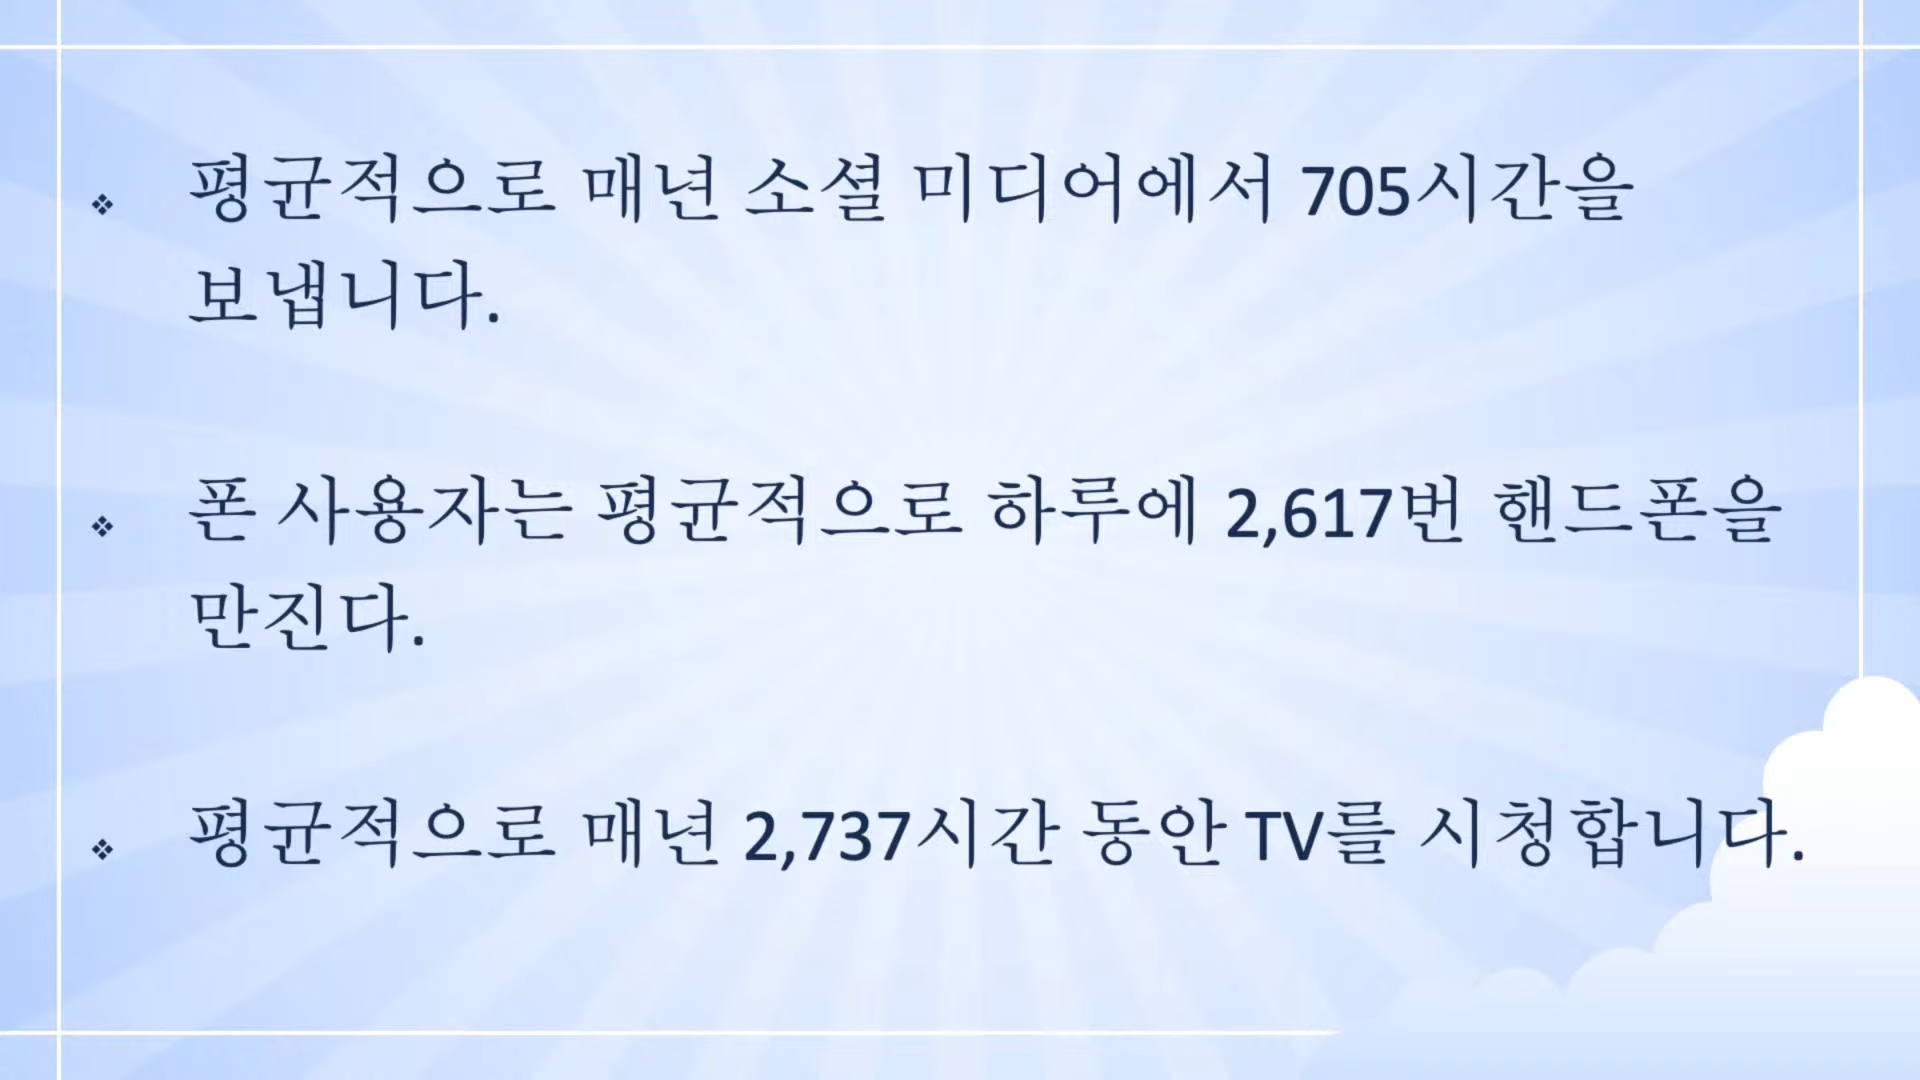 평균적으로 매년 소셜 미디어에서 705시간을
보냅니다.
폰 사용자는 평균적으로 하루에 2,617번 핸드폰을
만진다.
평균적으로 매년 2,737시간 동안 TV를 시청합니다.